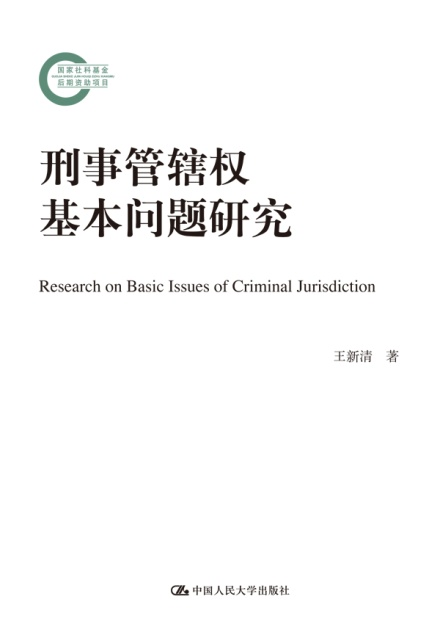 国家社科基金
后期资助项目
刑事管辖权
基本问题研究
Research on Basic Issues of Criminal Jurisdiction
王新清 著
中国人民大学出版社